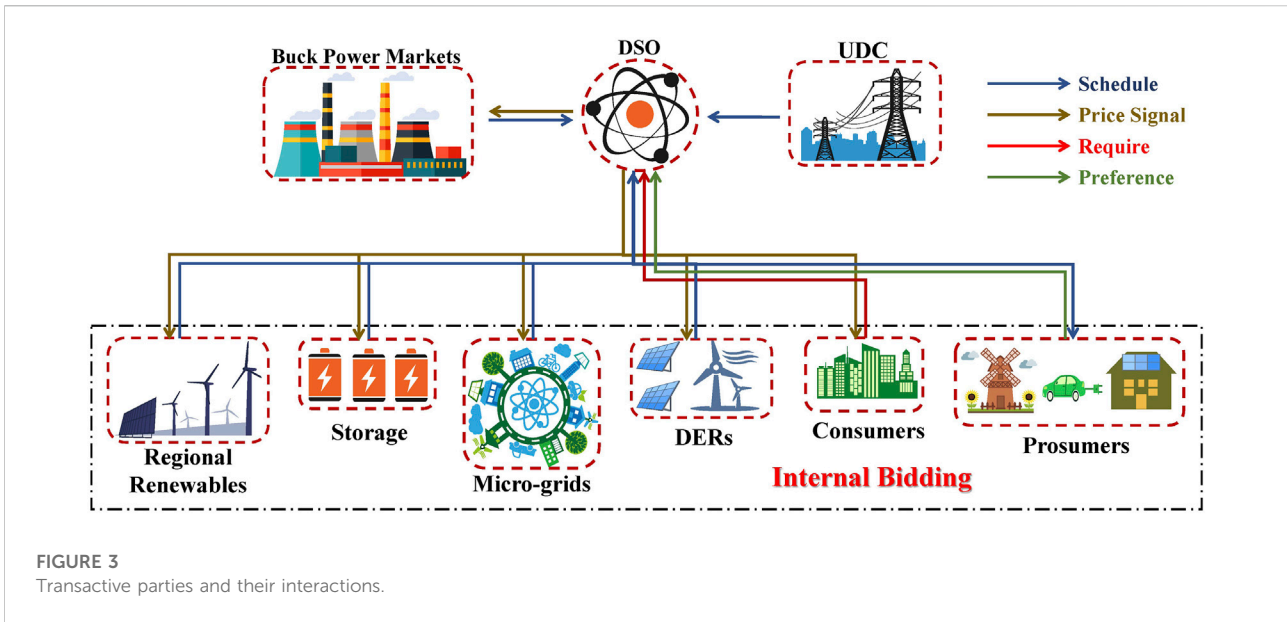 Buck Power Markets
DSO
UDC
Schedule
Price Signal
Require
Preference
Regional
Renewables
Storage
Micro-grids
DERs
Consumers
Prosumers
Internal Bidding
FIGURE 3
Transactive parties and their interactions.